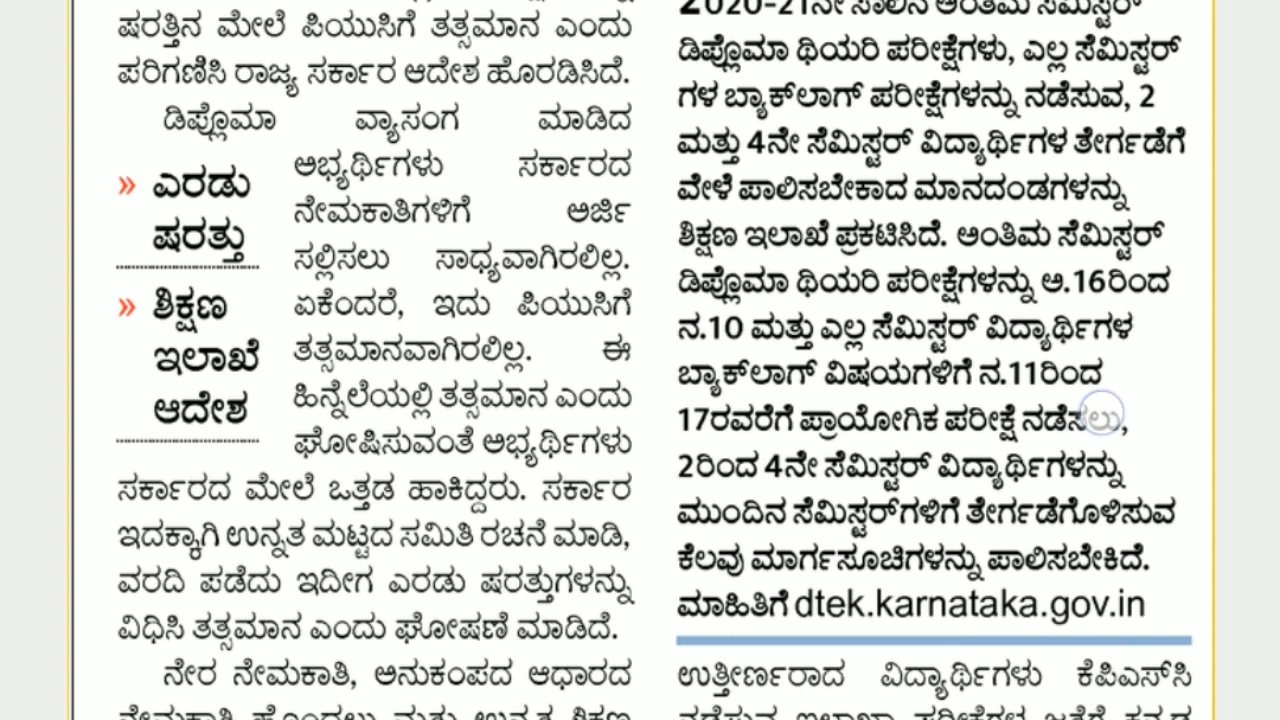 ಷರತ್ತಿನ ಮೇಲೆ ಪಿಯುಸಿಗೆ ತತ್ಸಮಾನ ಎಂದು
ಪರಿಗಣಿಸಿ ರಾಜ್ಯ ಸರ್ಕಾರ ಆದೇಶ ಹೊರಡಿಸಿದೆ.
ಡಿಪ್ಲೊಮಾ ವ್ಯಾಸಂಗ ಮಾಡಿದ
ಅಭ್ಯರ್ಥಿಗಳು ಸರ್ಕಾರದ
ನೇಮಕಾತಿಗಳಿಗೆ ಅರ್ಜಿ
ಸಲ್ಲಿಸಲು ಸಾಧ್ಯವಾಗಿರಲಿಲ್ಲ.
ಏಕೆಂದರೆ, ಇದು ಪಿಯುಸಿಗೆ
ತತ್ಸಮಾನವಾಗಿರಲಿಲ್ಲ. ಈ
ಹಿನ್ನೆಲೆಯಲ್ಲಿ ತತ್ಸಮಾನ ಎಂದು
ಘೋಷಿಸುವಂತೆ ಅಭ್ಯರ್ಥಿಗಳು
ಸರ್ಕಾರದ ಮೇಲೆ ಒತ್ತಡ ಹಾಕಿದ್ದರು. ಸರ್ಕಾರ
ಇದಕ್ಕಾಗಿ ಉನ್ನತ ಮಟ್ಟದ ಸಮಿತಿ ರಚನೆ ಮಾಡಿ,
ವರದಿ ಪಡೆದು ಇದೀಗ ಎರಡು ಷರತ್ತುಗಳನ್ನು
ವಿಧಿಸಿ ತತ್ಸಮಾನ ಎಂದು ಘೋಷಣೆ ಮಾಡಿದೆ.
ನೇರ ನೇಮಕಾತಿ, ಅನುಕಂಪದ ಆಧಾರದ
» ಎರಡು
ಷರತ್ತು
» ಶಿಕ್ಷಣ
ಇಲಾಖೆ
ಆದೇಶ
2020-21ನೇ ಸಾಲಿನ ಅಂತಿಮ ಸೆಮಿಸ್ಟರ್
ಡಿಪ್ಲೊಮಾ ಥಿಯರಿ ಪರೀಕ್ಷೆಗಳು, ಎಲ್ಲ ಸೆಮಿಸ್ಟರ್
ಗಳ ಬ್ಯಾಕ್‌ಲಾಗ್ ಪರೀಕ್ಷೆಗಳನ್ನು ನಡೆಸುವ, 2
ಮತ್ತು 4ನೇ ಸೆಮಿಸ್ಟರ್ ವಿದ್ಯಾರ್ಥಿಗಳ ತೇರ್ಗಡೆಗೆ
ವೇಳೆ ಪಾಲಿಸಬೇಕಾದ ಮಾನದಂಡಗಳನ್ನು
ಶಿಕ್ಷಣ ಇಲಾಖೆ ಪ್ರಕಟಿಸಿದೆ. ಅಂತಿಮ ಸೆಮಿಸ್ಟರ್
ಡಿಪ್ಲೊಮಾ ಥಿಯರಿ ಪರೀಕ್ಷೆಗಳನ್ನು ಅ.16ರಿಂದ
ನ.10 ಮತ್ತು ಎಲ್ಲ ಸೆಮಿಸ್ಟರ್ ವಿದ್ಯಾರ್ಥಿಗಳ
ಬ್ಯಾಕ್‌ಲಾಗ್ ವಿಷಯಗಳಿಗೆ ನ.11ರಿಂದ
17ರವರೆಗೆ ಪ್ರಾಯೋಗಿಕ ಪರೀಕ್ಷೆ ನಡೆಸಲು,
2ರಿಂದ 4ನೇ ಸೆಮಿಸ್ಟರ್ ವಿದ್ಯಾರ್ಥಿಗಳನ್ನು
ಮುಂದಿನ ಸೆಮಿಸ್ಟರ್‌ಗಳಿಗೆ ತೇರ್ಗಡೆಗೊಳಿಸುವ
ಕೆಲವು ಮಾರ್ಗಸೂಚಿಗಳನ್ನು ಪಾಲಿಸಬೇಕಿದೆ.
ಮಾಹಿತಿಗೆ dtek.karnataka.gov.in
ಉತ್ತೀರ್ಣರಾದ ವಿದ್ಯಾರ್ಥಿಗಳು ಕೆಪಿಎಸ್‌ಸಿ